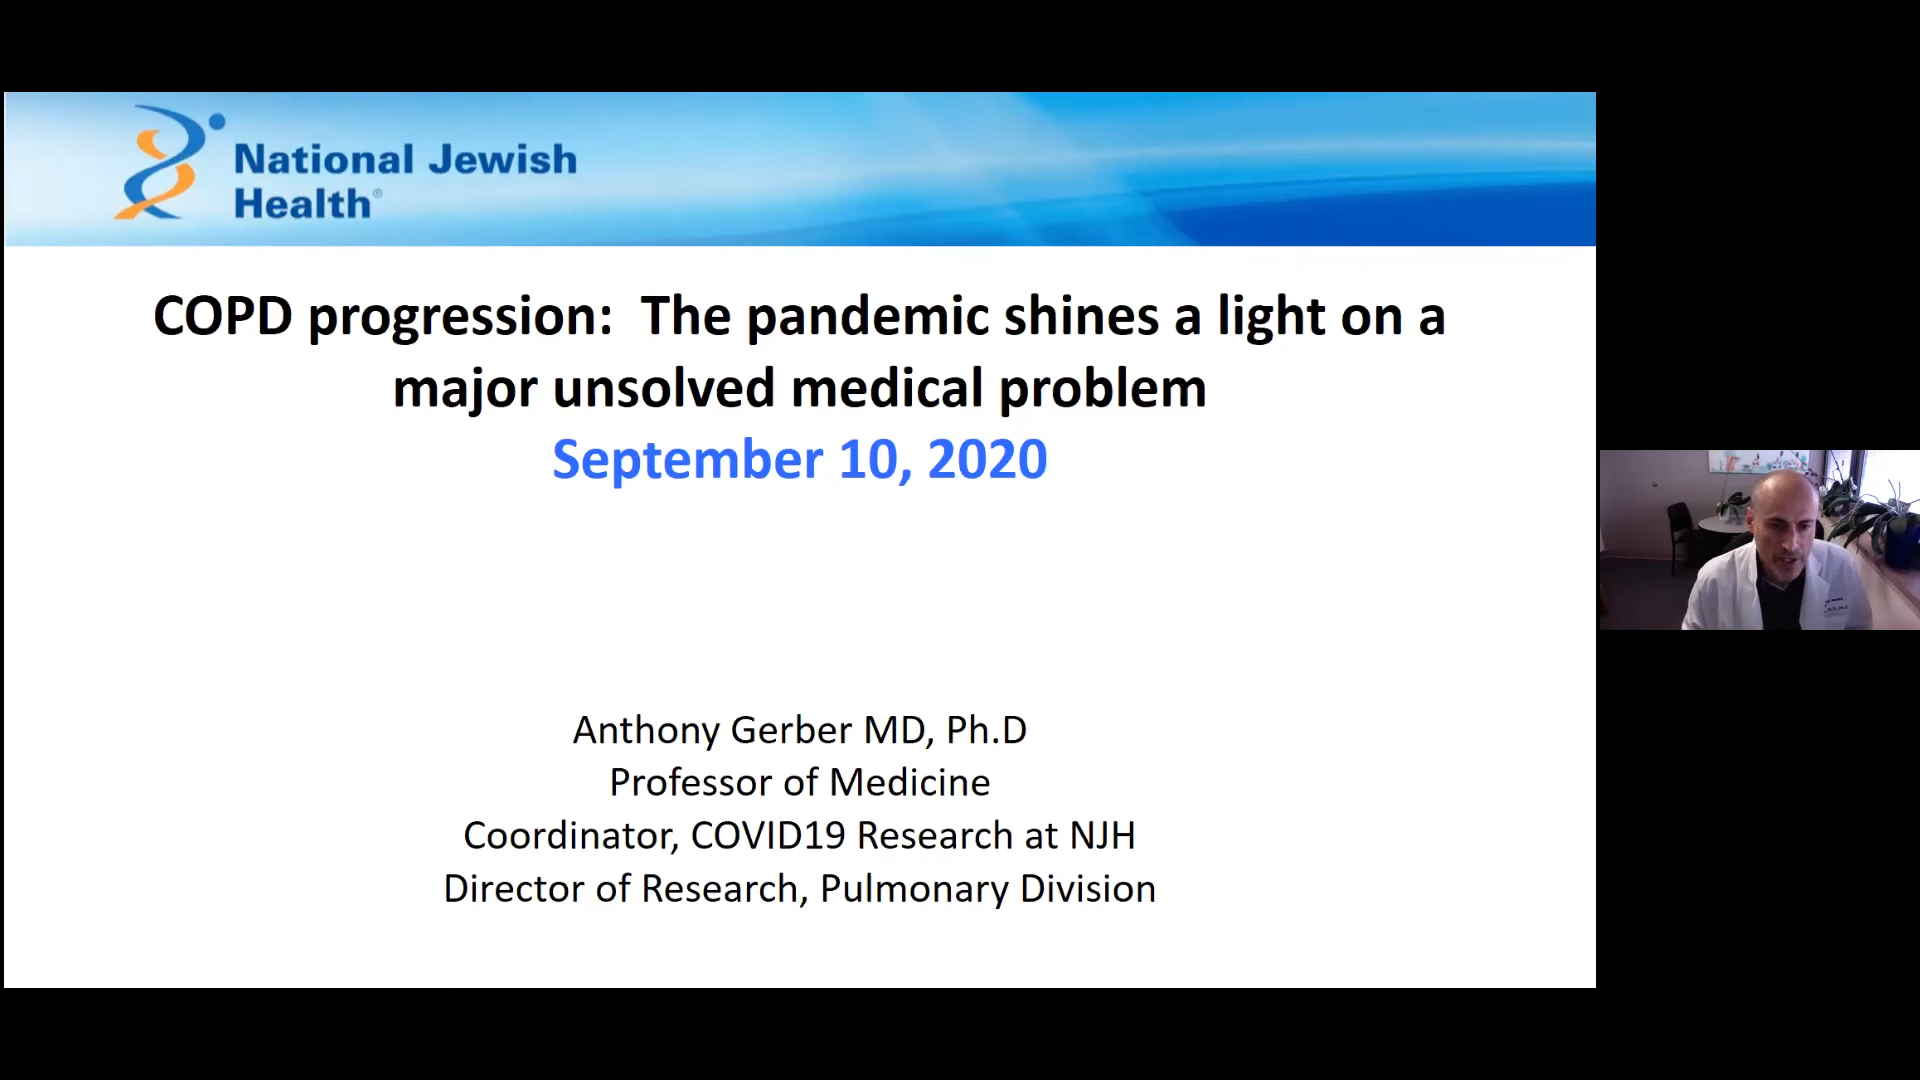 National Jewish
Health®
COPD progression: The pandemic shines a light on a
major unsolved medical problem
September 10, 2020
Anthony Gerber MD, Ph.D
Professor of Medicine
Coordinator, COVID19 Research at NJH
Director of Research, Pulmonary Division